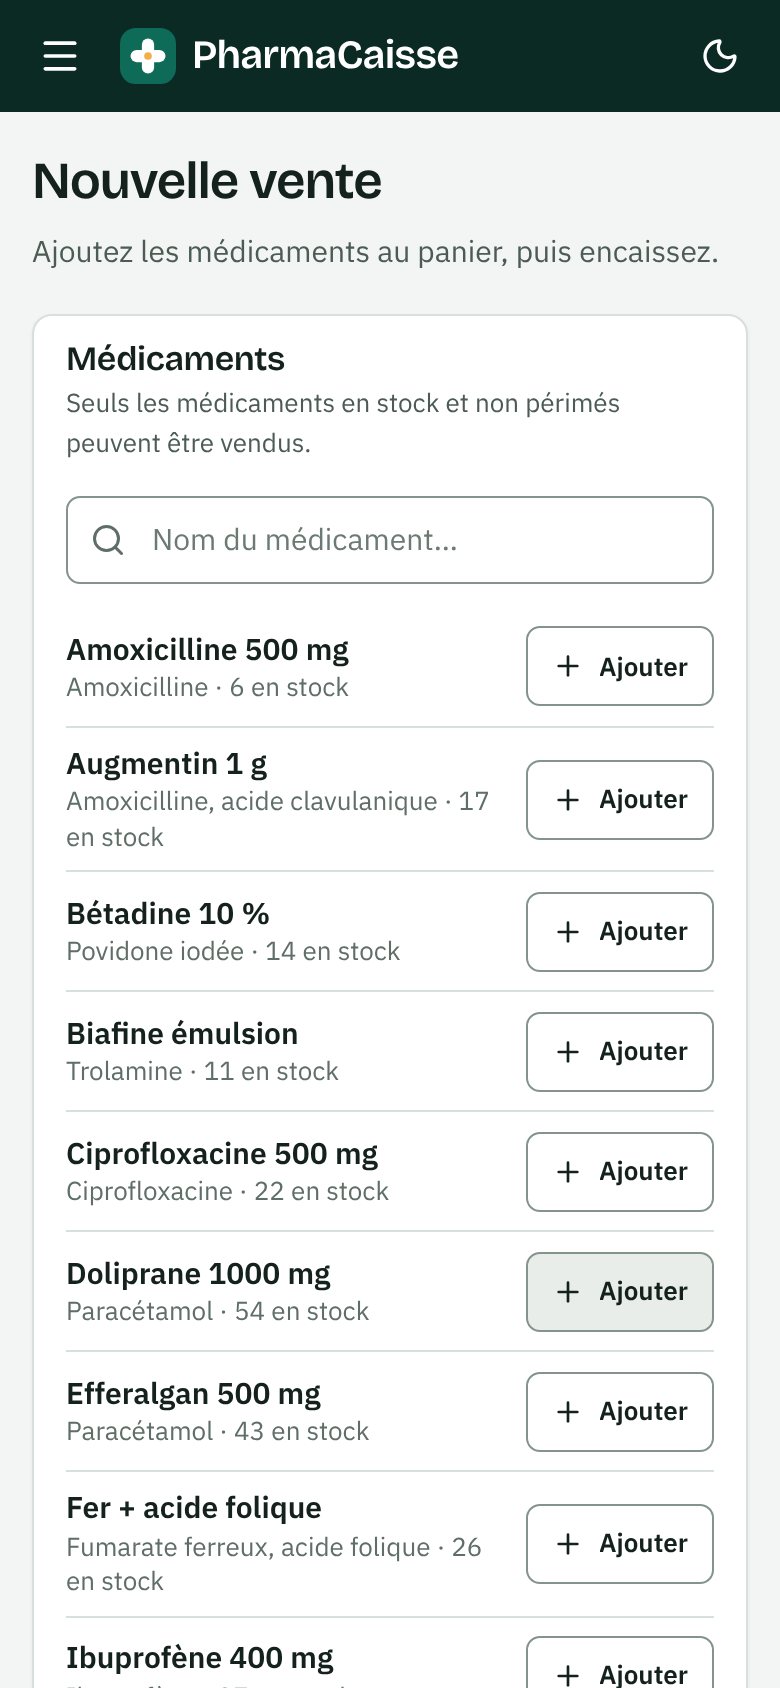 PharmaCaisse
Nouvelle vente
Ajoutez les médicaments au panier, puis encaissez.
Médicaments
Seuls les médicaments en stock et non périmés
peuvent être vendus.
Nom du médicament...
Amoxicilline 500 mg
Amoxicilline · 6 en stock
Ajouter
Augmentin 1 g
Amoxicilline, acide clavulanique · 17
en stock
Ajouter
Bétadine 10 %
Povidone iodée · 14 en stock
Ajouter
Biafine émulsion
Trolamine · 11 en stock
Ajouter
Ciprofloxacine 500 mg
Ciprofloxacine · 22 en stock
Ajouter
Doliprane 1000 mg
Paracétamol · 54 en stock
Ajouter
Efferalgan 500 mg
Paracétamol · 43 en stock
Ajouter
Fer + acide folique
Fumarate ferreux, acide folique · 26
en stock
Ajouter
Ibuprofène 400 mg
Ajouter